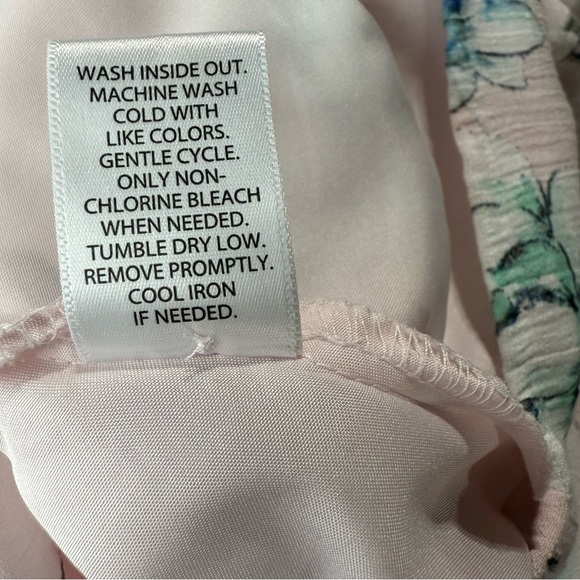 WASH INSIDE OUT.
MACHINE WASH
COLD WITH
LIKE COLORS.
GENTLE CYCLE.
ONLY NON-
CHLORINE BLEACH
WHEN NEEDED.
TUMBLE DRY LOW.
REMOVE PROMPTLY.
COOL IRON
IF NEEDED.